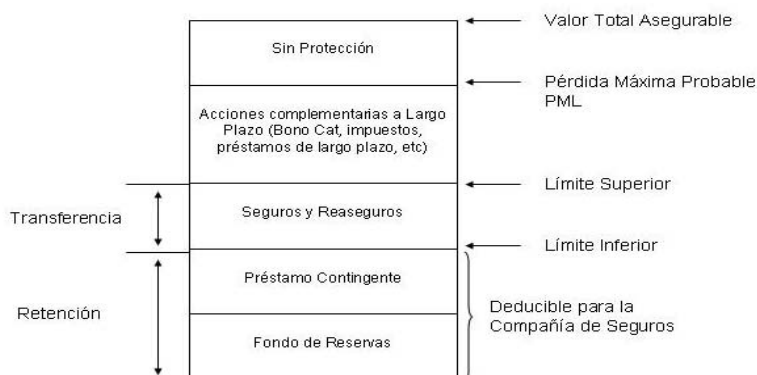 Valor Total Asegurable
Sin Protección
Pérdida Máxima Probable
PML
Acciones complementarias a Largo
Plazo (Bono Cat, impuestos,
préstamos de largo plazo, etc)
Límite Superior
Transferencia
Seguros y Reaseguros
Límite Inferior
Préstamo Contingente
Retención
Deducible para la
Compañía de Seguros
Fondo de Reservas